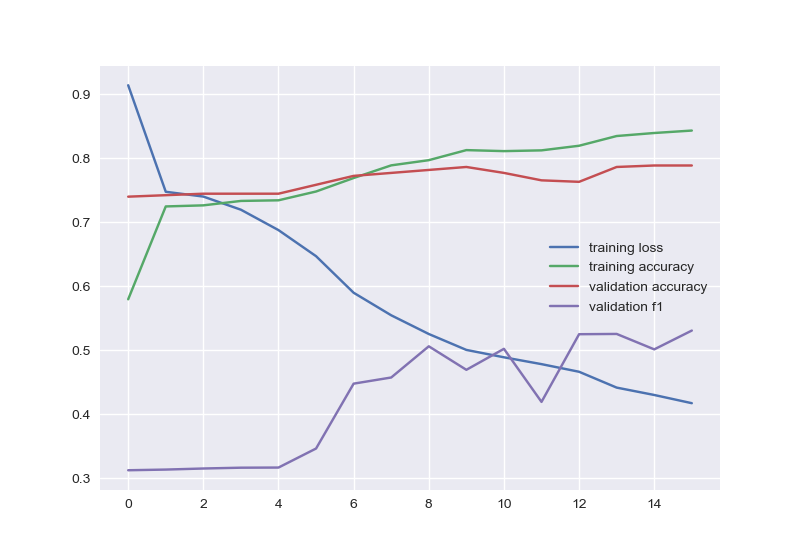 0.9
0.8
0.7
0.6
0.5
0.4
0.3
training loss
training accuracy
validation accuracy
validation f1
0 2 4 6 8 10 12 14